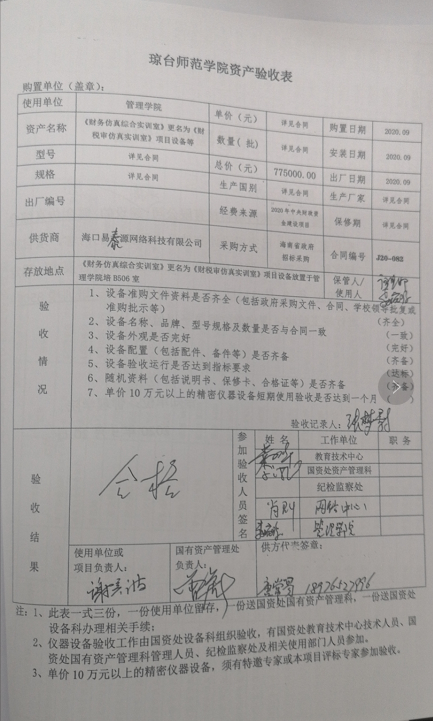 琼台师范学院资产验收表
购置单位（盖章）：
使用单位 管理学院 单价（元） 详见合同 购置日期 2020.09
资产名称 《财务仿真综合实训室》更名为《财税审仿真实训室》项目设备等 数量（批） 详见合同 安装日期 2020.09
型号 详见合同 总价（元） 775000.00 出厂日期 2020.09
规格 详见合同 生产国别 详见合同 生产厂家 详见合同
出厂编号 经费来源 2020年中央财政资金建设项目 保修期 详见合同
供货商 海口易泰源网络科技有限公司 采购方式 海南省政府招标采购 合同编号 J20-082
存放地点 《财务仿真综合实训室》更名为《财税审仿真实训室》项目设备放置于管理学院培B506室 保管人/使用人
验收情况
1、设备准购文件资料是否齐全（包括政府采购文件、合同、学校领导批复或准购批示等） （齐全）
2、设备名称、品牌、型号规格及数量是否与合同一致 （一致）
3、设备外观是否完好 （完好）
4、设备配置（包括配件、备件等）是否齐备 （齐备）
5、设备验收运行是否达到指标要求 （达标）
6、随机资料（包括说明书、保修卡、合格证等）是否齐备 （齐备）
7、单价10万元以上的精密仪器设备短期使用验收是否达到一个月
验收记录人：
验收结果 合格
参加验收人员签名 姓名 工作单位 职务
教育技术中心
国资处资产管理科
纪检监察处
网络中心
管理学院
使用单位或项目负责人： 国有资产管理处负责人： 供方代表签章：
注：1、此表一式三份，一份使用单位留存，一份送国资处国有资产管理科，一份送国资处
设备科办理相关手续；
2、仪器设备验收工作由国资处设备科组织验收，有国资处教育技术中心技术人员、国
资处国有资产管理科管理人员、纪检监察处及相关使用部门人员参加。
3、单价10万元以上的精密仪器设备，须有特邀专家或本项目评标专家参加验收、